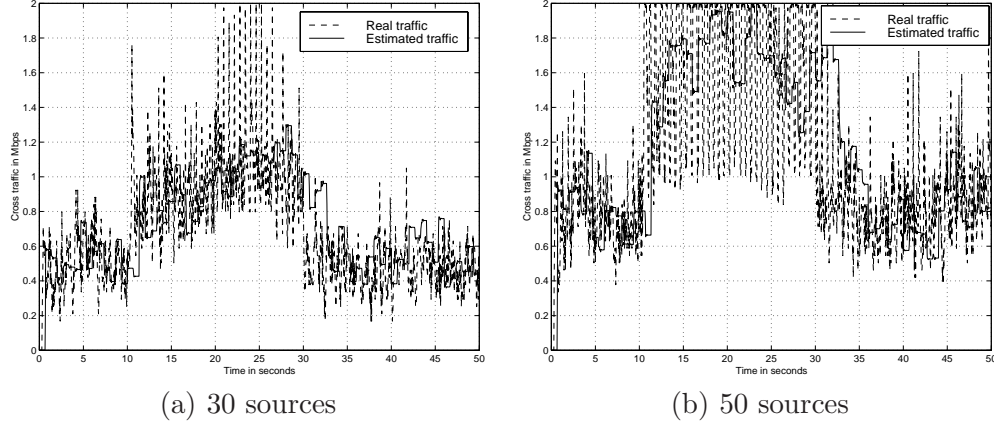 2
1.8
1.6
1.4
1.2
1
0.8
0.6
0.4
0.2
0
Cross traffic in Mbps
Real traffic
Estimated traffic
0 5 10 15 20 25 30 35 40 45 50
Time in seconds
(a) 30 sources
2
1.8
1.6
1.4
1.2
1
0.8
0.6
0.4
0.2
0
Cross traffic in Mbps
Real traffic
Estimated traffic
0 5 10 15 20 25 30 35 40 45 50
Time in seconds
(b) 50 sources